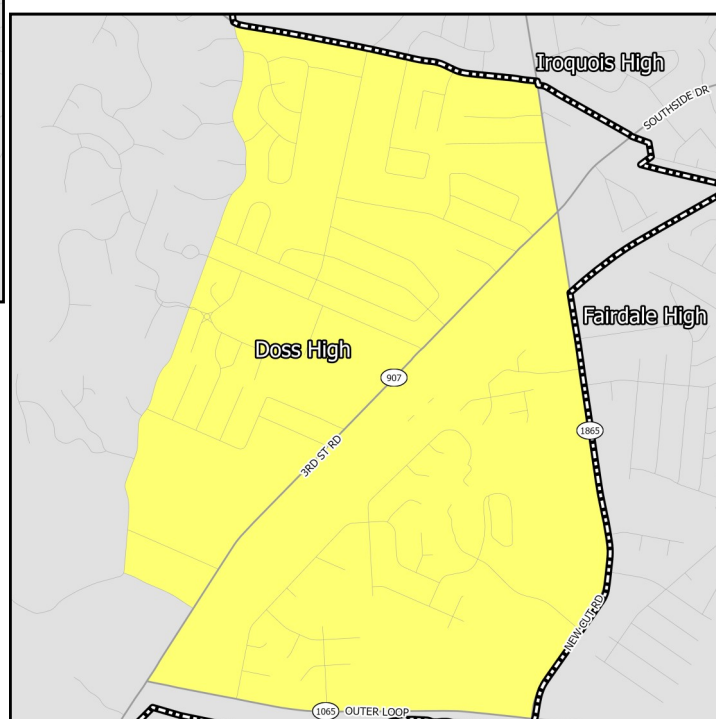 Iroquois High
SOUTHSIDE DR
Fairdale High
Doss High
907
1865
3RD ST RD
NEW CUT RD
1065
OUTER LOOP